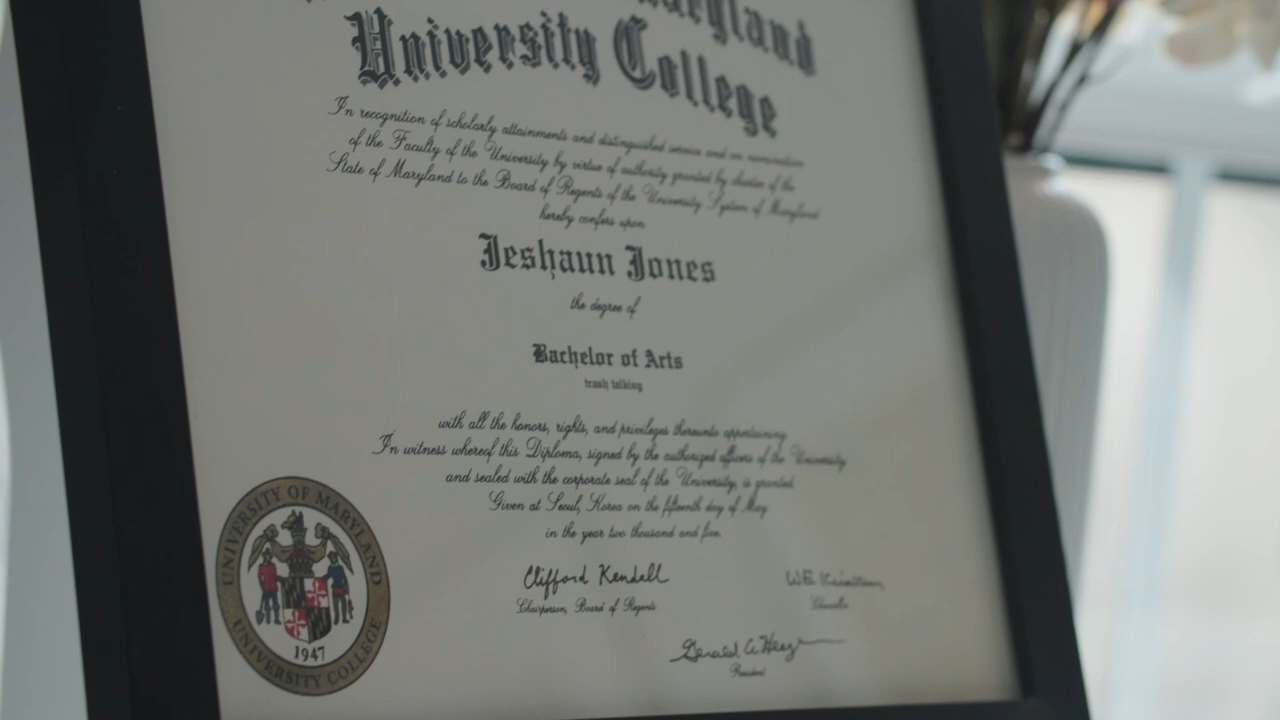 Maryland
University College
In recognition of scholarly attainments and distinguished service and on nomination
of the Faculty of the University by virtue of authority granted by charter of the
State of Maryland to the Board of Regents of the University System of Maryland
hereby confers upon
Jeshaun Jones
the degree of
Bachelor of Arts
trash talking
with all the honors, rights, and privileges thereunto appertaining
In witness whereof this Diploma, signed by the authorized officers of the University
and sealed with the corporate seal of the University, is granted
Given at Seoul, Korea on the fifteenth day of May
in the year two thousand and five.
Clifford Kendall
Chairperson, Board of Regents
Chancellor
Gerald A. Heeger
President
UNIVERSITY OF MARYLAND
UNIVERSITY COLLEGE
1947